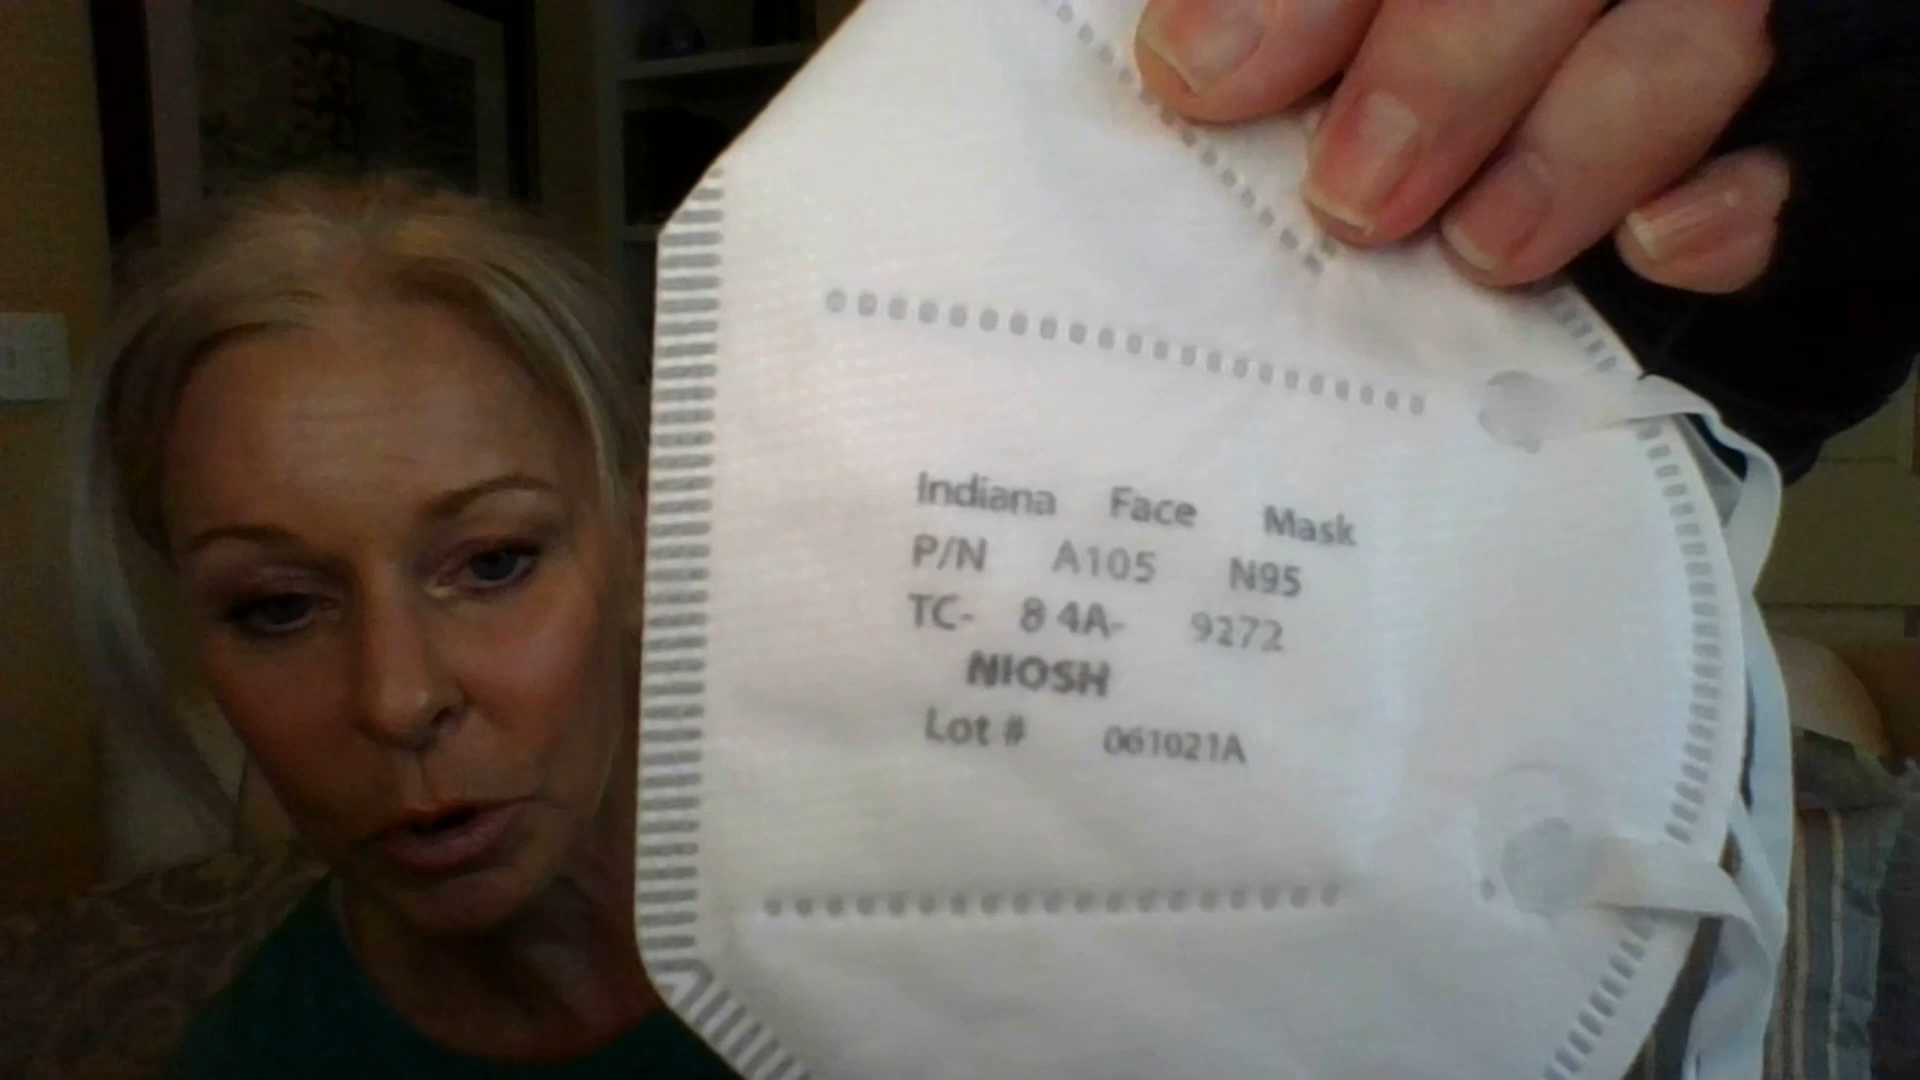 Indiana Face Mask
P/N A105 N95
TC- 8 4A- 9272
NIOSH
Lot # 061021A